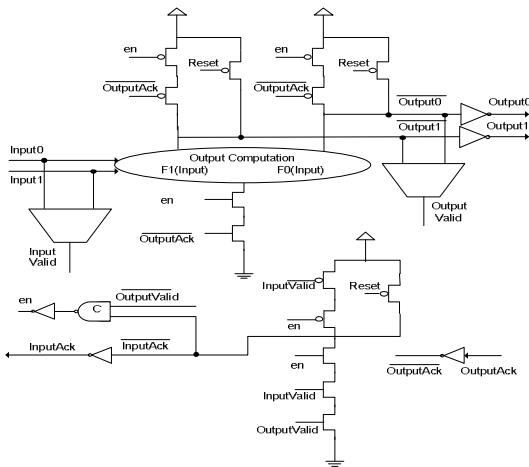 en
Reset
OutputAck
en
Reset
OutputAck
Output0
Output0
Output1
Output1
Input0
Input1
Output Computation
F1(Input) F0(Input)
en
OutputAck
Input
Valid
Output
Valid
InputValid
Reset
en
OutputValid
C
en
InputAck
InputAck
en
InputValid
OutputValid
OutputAck
OutputAck